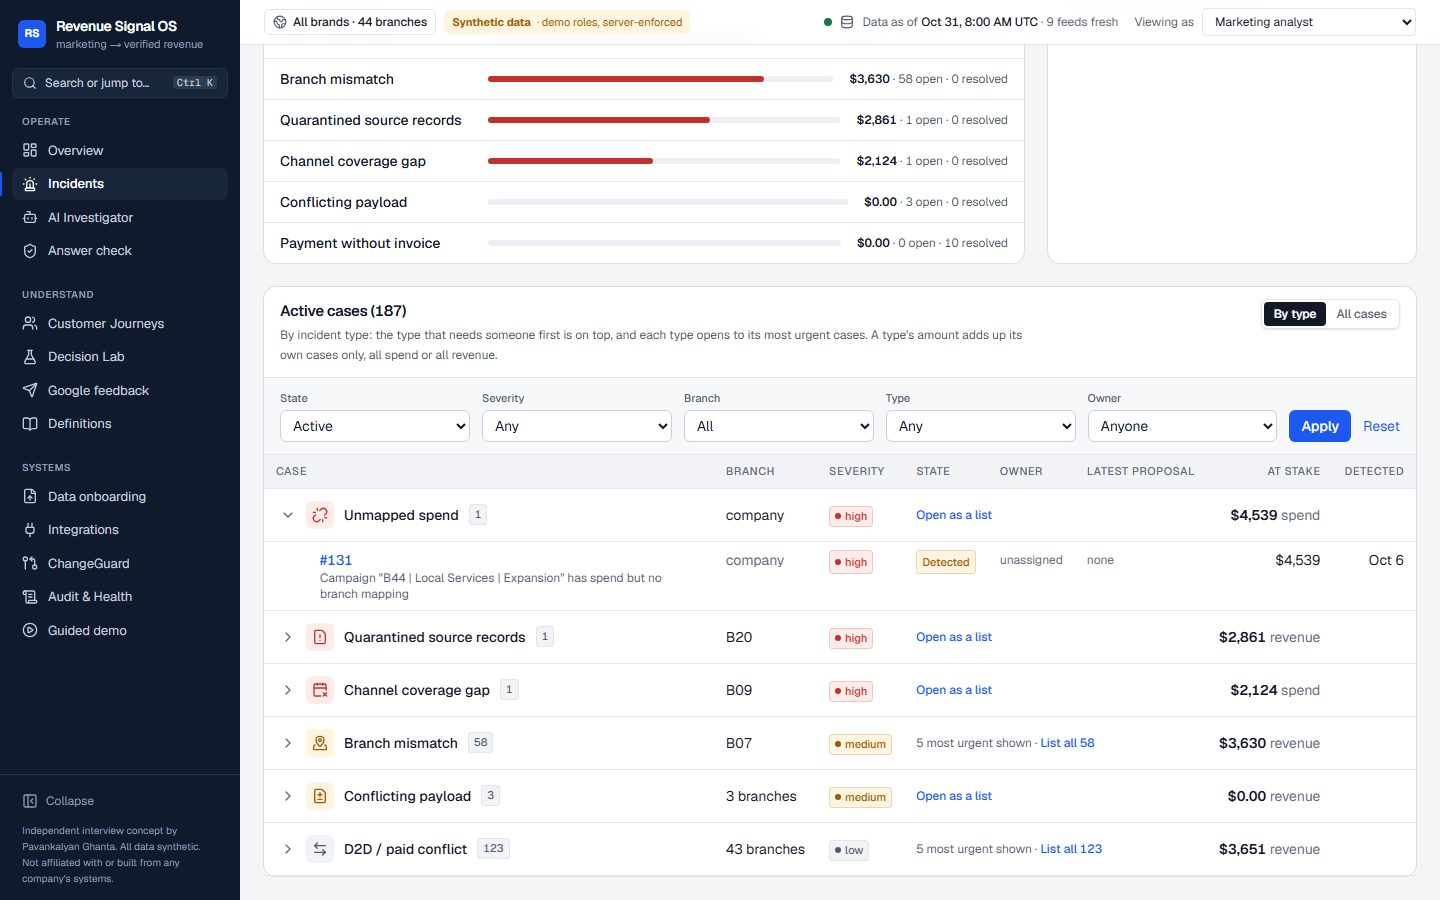 RS
Revenue Signal OS
marketing → verified revenue
Search or jump to...
Ctrl K
OPERATE
Overview
Incidents
AI Investigator
Answer check
UNDERSTAND
Customer Journeys
Decision Lab
Google feedback
Definitions
SYSTEMS
Data onboarding
Integrations
ChangeGuard
Audit & Health
Guided demo
Collapse
Independent interview concept by
Pavankalyan Ghanta. All data synthetic.
Not affiliated with or built from any
company's systems.
All brands · 44 branches
Synthetic data · demo roles, server-enforced
Data as of Oct 31, 8:00 AM UTC · 9 feeds fresh
Viewing as
Marketing analyst
Branch mismatch $3,630 · 58 open · 0 resolved
Quarantined source records $2,861 · 1 open · 0 resolved
Channel coverage gap $2,124 · 1 open · 0 resolved
Conflicting payload $0.00 · 3 open · 0 resolved
Payment without invoice $0.00 · 0 open · 10 resolved
Active cases (187)
By type All cases
By incident type: the type that needs someone first is on top, and each type opens to its most urgent cases. A type's amount adds up its
own cases only, all spend or all revenue.
State Severity Branch Type Owner
Active Any All Any Anyone Apply Reset
CASE BRANCH SEVERITY STATE OWNER LATEST PROPOSAL AT STAKE DETECTED
Unmapped spend 1 company high Open as a list $4,539 spend
#131 company high Detected unassigned none $4,539 Oct 6
Campaign "B44 | Local Services | Expansion" has spend but no
branch mapping
Quarantined source records 1 B20 high Open as a list $2,861 revenue
Channel coverage gap 1 B09 high Open as a list $2,124 spend
Branch mismatch 58 B07 medium 5 most urgent shown · List all 58 $3,630 revenue
Conflicting payload 3 3 branches medium Open as a list $0.00 revenue
D2D / paid conflict 123 43 branches low 5 most urgent shown · List all 123 $3,651 revenue